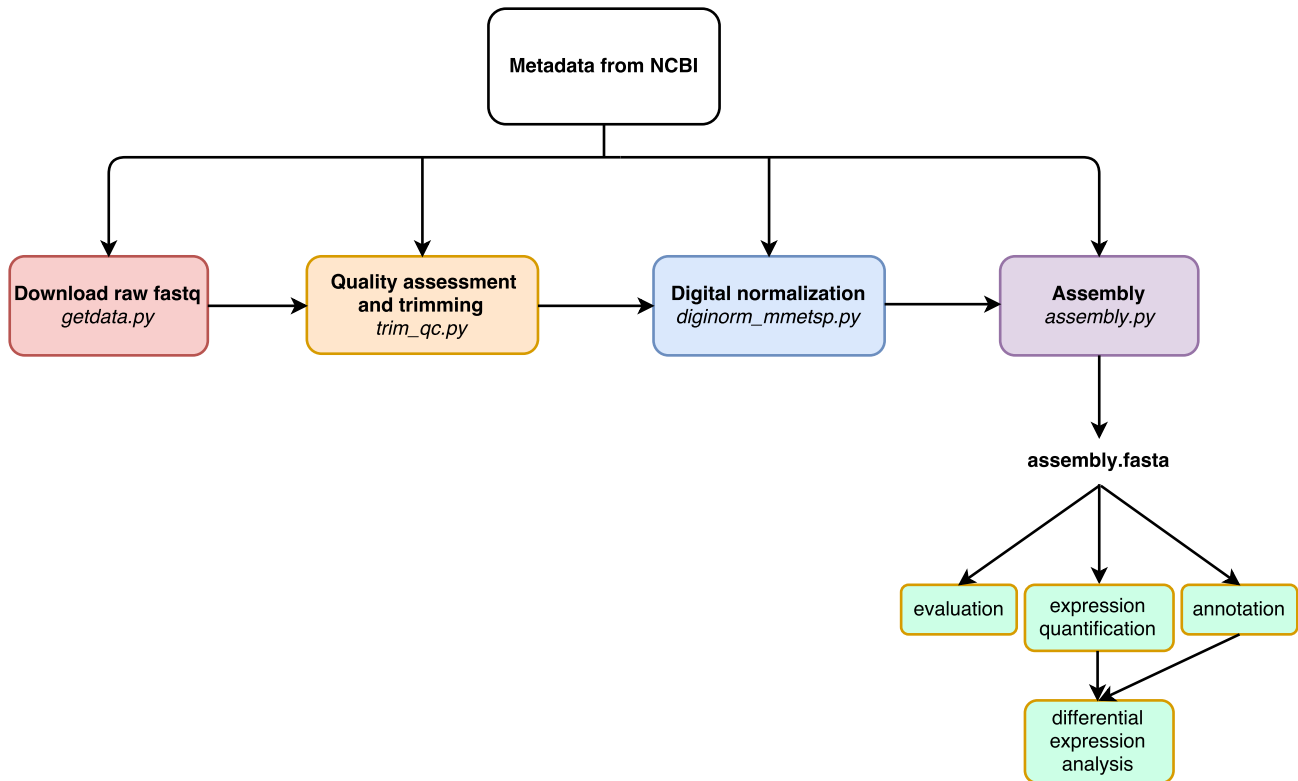 Metadata from NCBI
Download raw fastq
getdata.py
Quality assessment
and trimming
trim_qc.py
Digital normalization
diginorm_mmetsp.py
Assembly
assembly.py
assembly.fasta
evaluation
expression
quantification
annotation
differential
expression
analysis